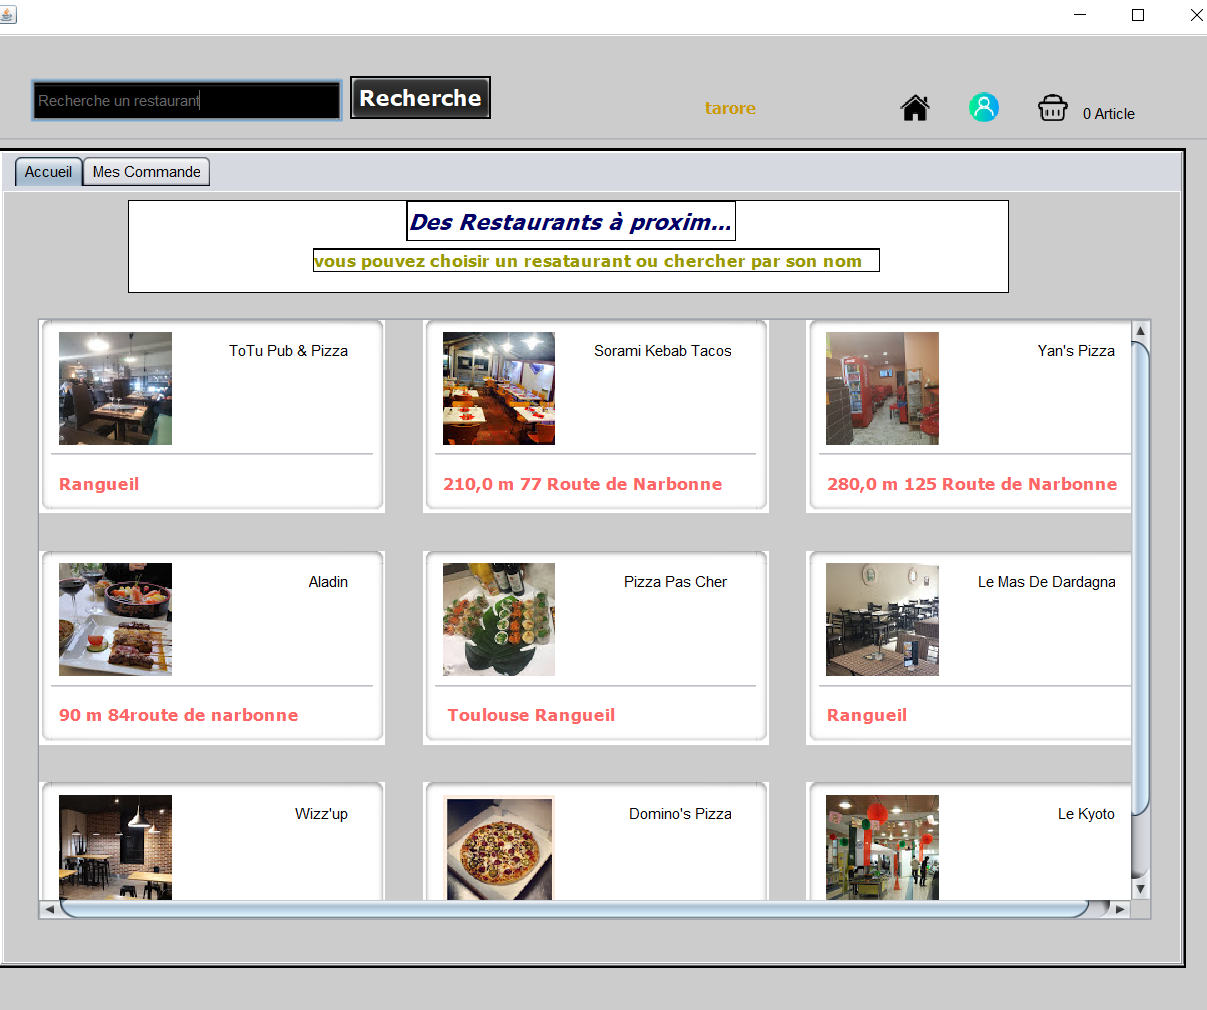 Recherche un restaurant
Recherche
tarore
0 Article
Accueil
Mes Commande
Des Restaurants à proxim...
vous pouvez choisir un resataurant ou chercher par son nom
ToTu Pub & Pizza
Sorami Kebab Tacos
Yan's Pizza
Rangueil
210,0 m 77 Route de Narbonne
280,0 m 125 Route de Narbonne
Aladin
Pizza Pas Cher
Le Mas De Dardagna
90 m 84route de narbonne
Toulouse Rangueil
Rangueil
Wizz'up
Domino's Pizza
Le Kyoto